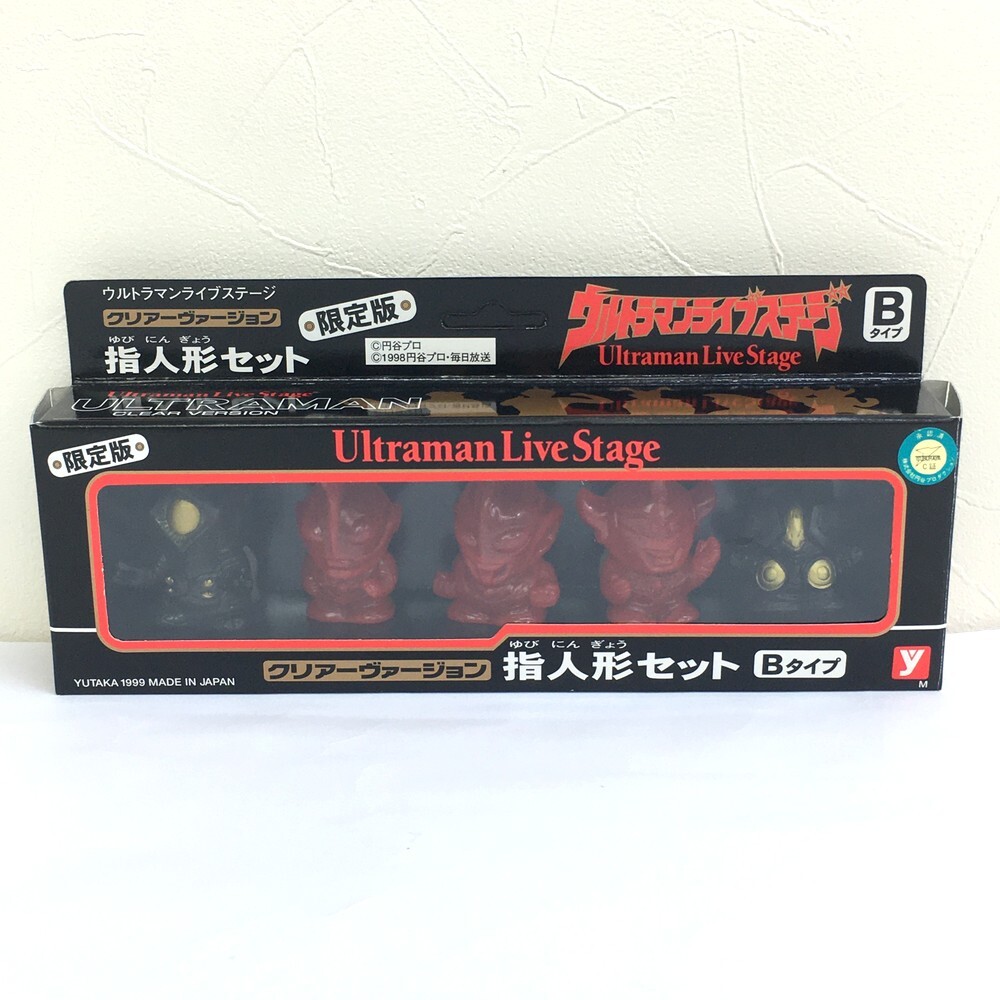 ウルトラマンライブステージ
クリアーヴァージョン
限定版
ゆび にん ぎょう
指人形セット
©円谷プロ
©1998円谷プロ・毎日放送
ウルトラマンライブステージ
Ultraman Live Stage
B
タイプ
Ultraman Live Stage
ULTRAMAN
CLEAR VERSION
限定版
Ultraman Live Stage
ゆび にん ぎょう
クリアーヴァージョン 指人形セット Bタイプ
YUTAKA 1999 MADE IN JAPAN
y
M